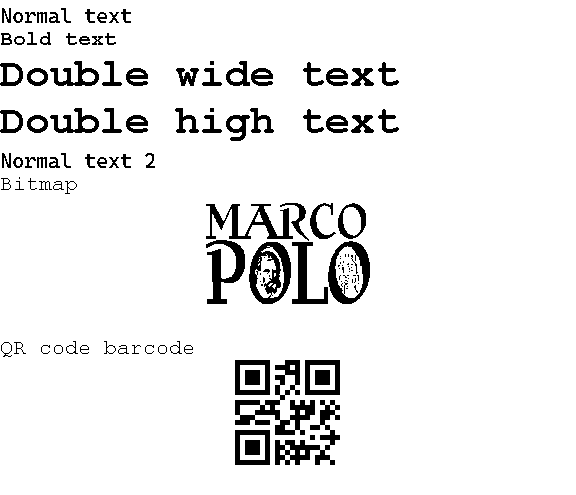 Normal text
Bold text
Double wide text
Double high text
Normal text 2
Bitmap
MARCO
POLO
QR code barcode